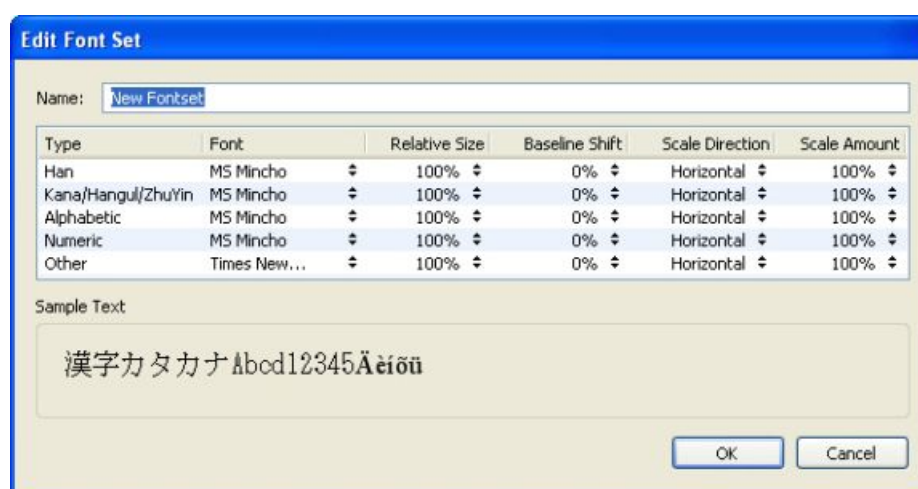 Edit Font Set
Name: New Fontset
Type Font Relative Size Baseline Shift Scale Direction Scale Amount
Han MS Mincho 100% 0% Horizontal 100%
Kana/Hangul/ZhuYin MS Mincho 100% 0% Horizontal 100%
Alphabetic MS Mincho 100% 0% Horizontal 100%
Numeric MS Mincho 100% 0% Horizontal 100%
Other Times New... 100% 0% Horizontal 100%
Sample Text
漢字カタカナAbcd12345Äèíõü
OK Cancel